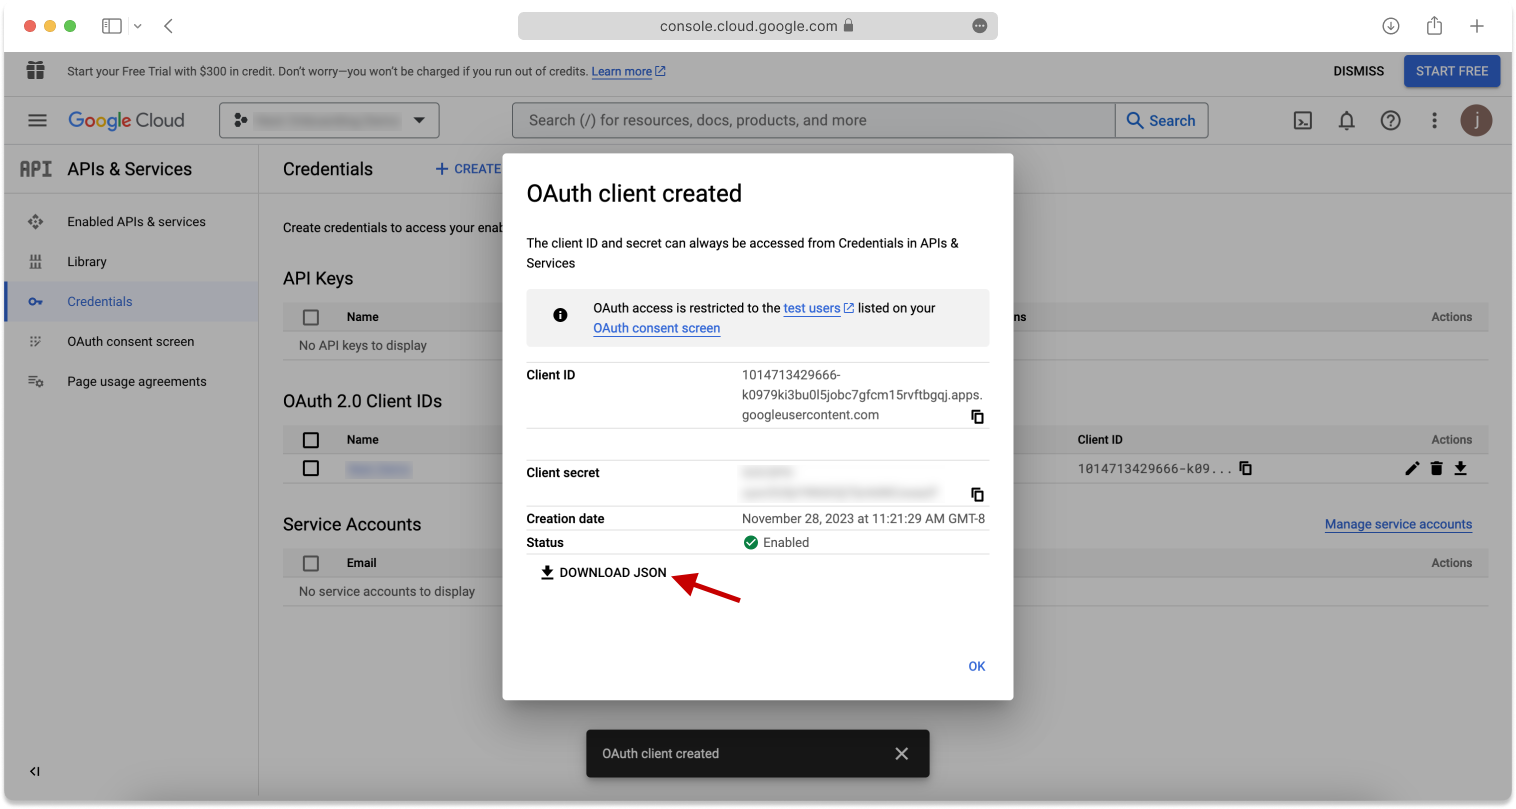 console.cloud.google.com
Start your Free Trial with $300 in credit. Don't worry—you won't be charged if you run out of credits. Learn more
DISMISS
START FREE
Google Cloud
Search (/) for resources, docs, products, and more
Search
j
API APIs & Services
Credentials
+ CREATE
Enabled APIs & services
Library
Credentials
OAuth consent screen
Page usage agreements
Create credentials to access your enab
API Keys
Name
ns
Actions
No API keys to display
OAuth 2.0 Client IDs
Name
Client ID
Actions
1014713429666-k09...
Service Accounts
Manage service accounts
Email
Actions
No service accounts to display
OAuth client created
The client ID and secret can always be accessed from Credentials in APIs &
Services
OAuth access is restricted to the test users listed on your
OAuth consent screen
Client ID
1014713429666-
k0979ki3bu0l5jobc7gfcm15rvftbgqj.apps.
googleusercontent.com
Client secret
Creation date
November 28, 2023 at 11:21:29 AM GMT-8
Status
Enabled
DOWNLOAD JSON
OK
OAuth client created